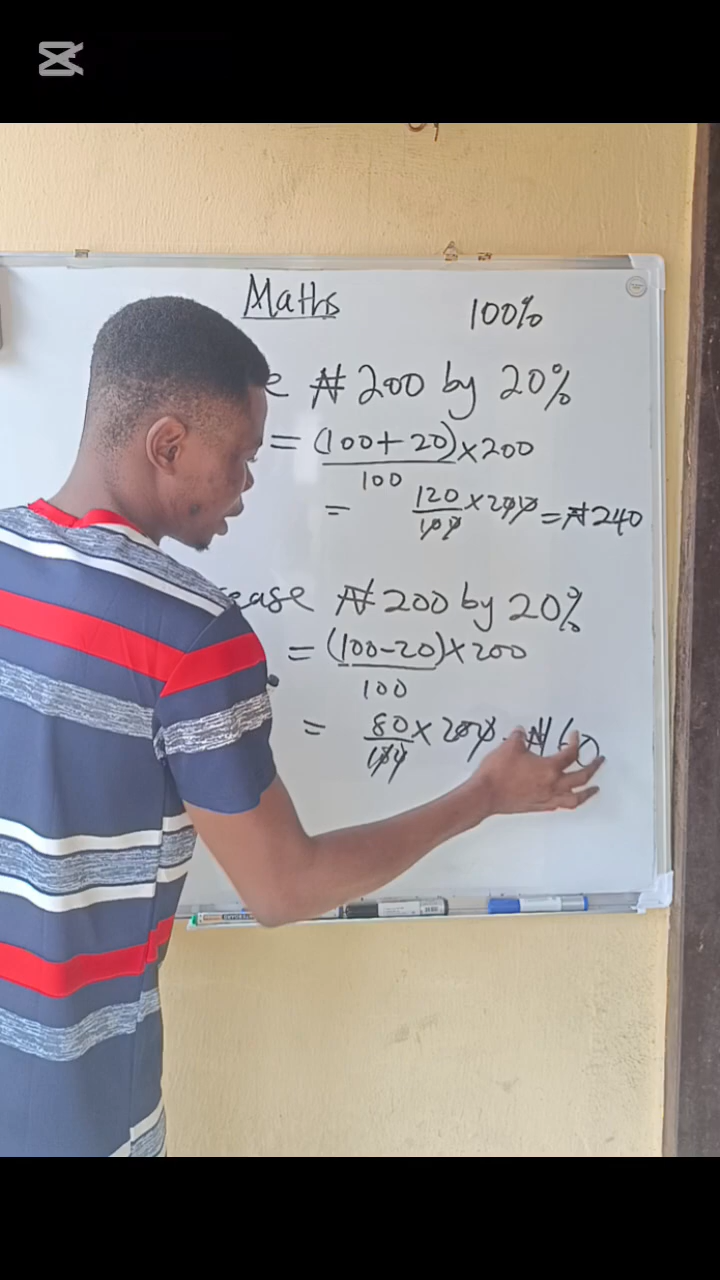 Maths
100%
₦200 by 20%
= (100+20)×200
100
= 120 ×200 = ₦240
100
ease ₦200 by 20%
= (100-20)×200
100
= 80 × 200
100